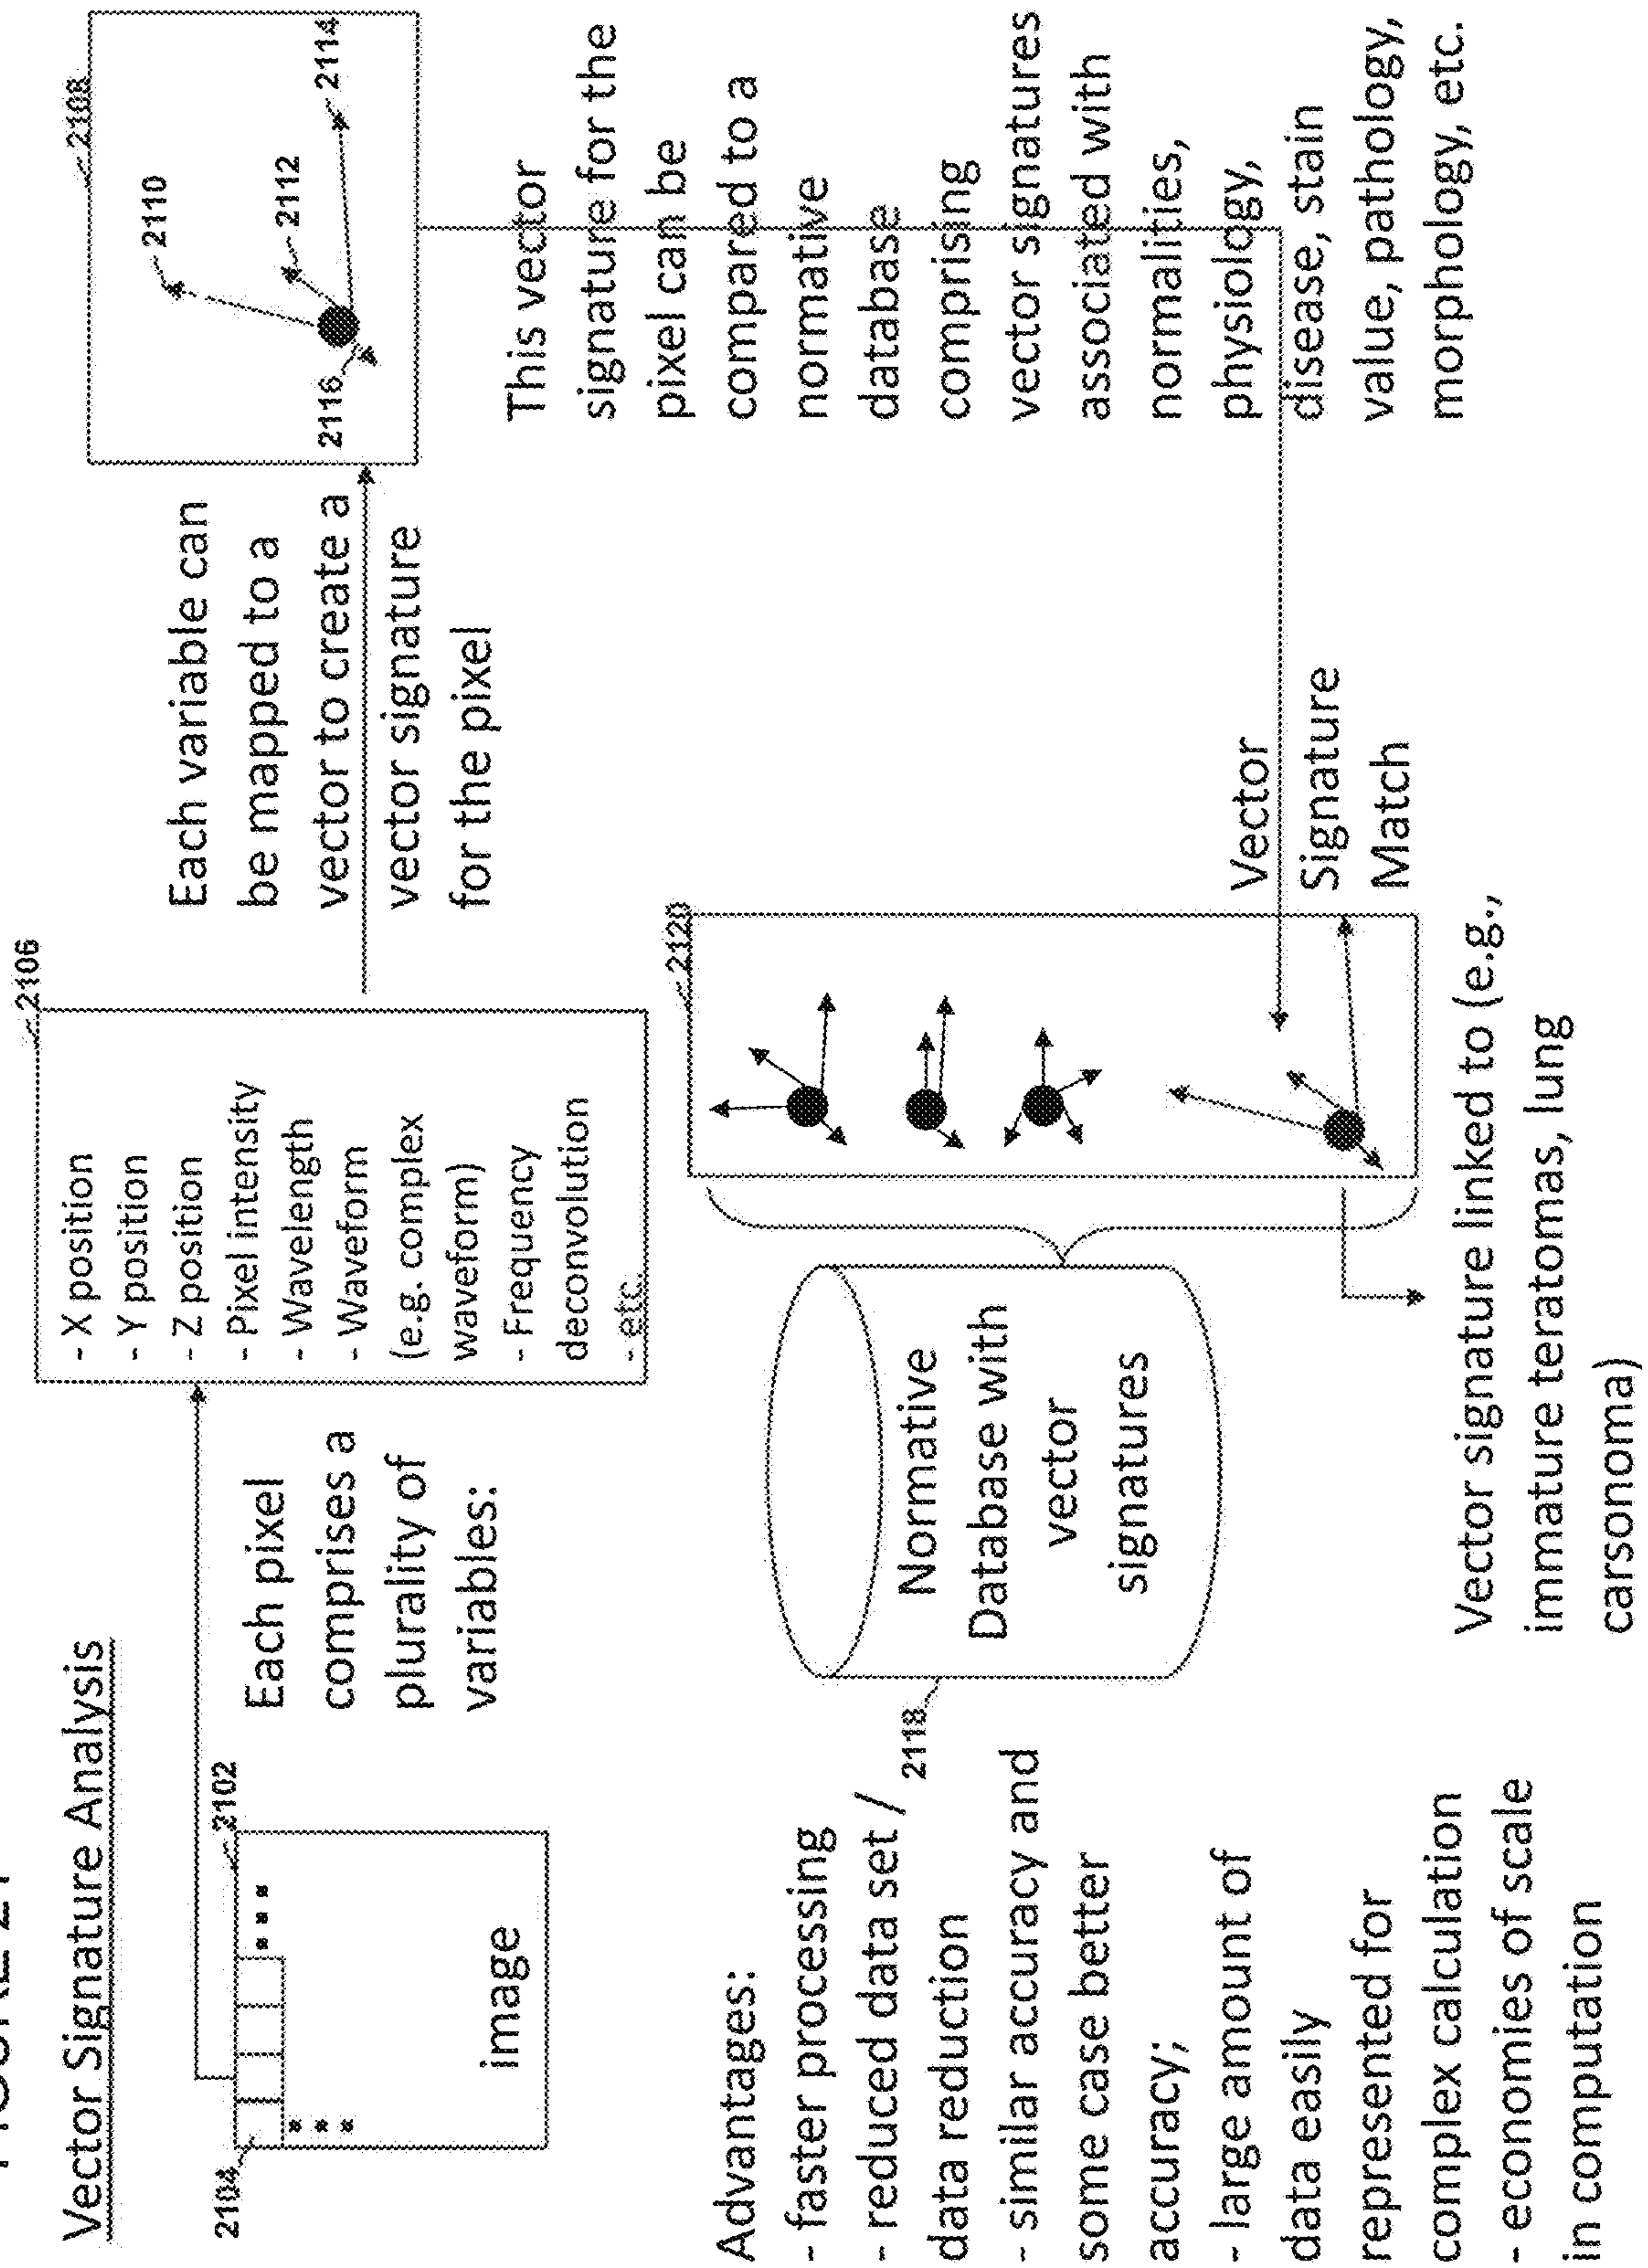 FIGURE 21
Vector Signature Analysis
2102
2104
image
Each pixel
comprises a
plurality of
variables:
2106
- X position
- Y position
- Z position
- Pixel intensity
- Wavelength
- Waveform
(e.g. complex
waveform)
- Frequency
deconvolution
- etc.
Each variable can
be mapped to a
vector to create a
vector signature
for the pixel
2108
2110
2112
2114
2116
This vector
signature for the
pixel can be
compared to a
normative
database
comprising
vector signatures
associated with
normalities,
physiology,
disease, stain
value, pathology,
morphology, etc.
Advantages:
- faster processing
- reduced data set /
data reduction
- similar accuracy and
some case better
accuracy;
- large amount of
data easily
represented for
complex calculation
- economies of scale
in computation
2118
Normative
Database with
vector
signatures
2120
Vector
Signature
Match
Vector signature linked to (e.g.,
immature teratomas, lung
carsonoma)